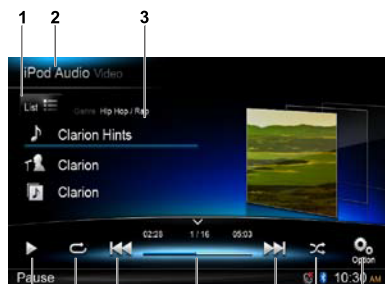 1 2 3
iPod Audio Video
List Genre Hip Hop / Rap
Clarion Hints
Clarion
Clarion
02:28 1/16 05:03
Option
Pause 10:30 AM